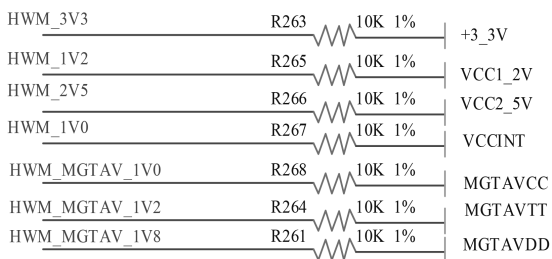 HWM_3V3 R263 10K 1% +3_3V
HWM_1V2 R265 10K 1% VCC1_2V
HWM_2V5 R266 10K 1% VCC2_5V
HWM_1V0 R267 10K 1% VCCINT
HWM_MGTAV_1V0 R268 10K 1% MGTAVCC
HWM_MGTAV_1V2 R264 10K 1% MGTAVTT
HWM_MGTAV_1V8 R261 10K 1% MGTAVDD